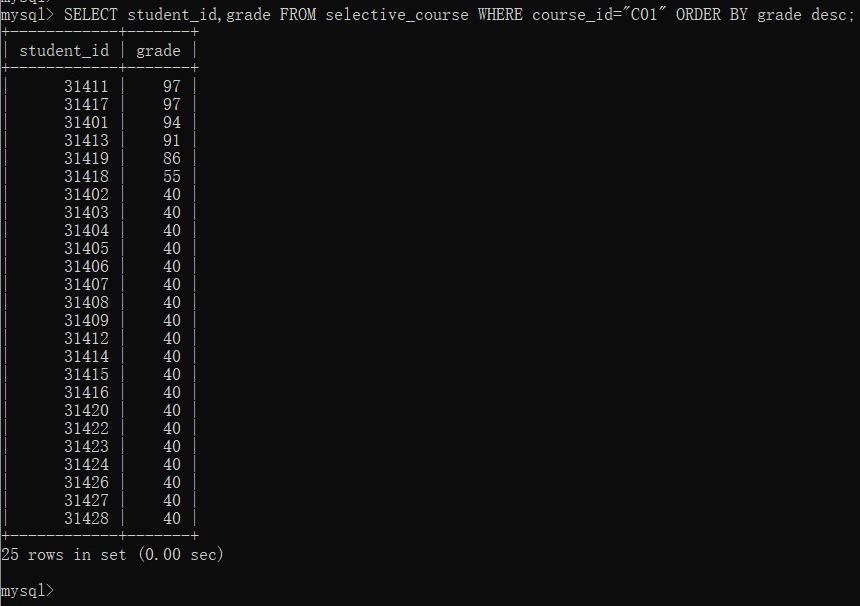 mysql>
mysql> SELECT student_id,grade FROM selective_course WHERE course_id="C01" ORDER BY grade desc;
+------------+-------+
| student_id | grade |
+------------+-------+
|      31411 |    97 |
|      31417 |    97 |
|      31401 |    94 |
|      31413 |    91 |
|      31419 |    86 |
|      31418 |    55 |
|      31402 |    40 |
|      31403 |    40 |
|      31404 |    40 |
|      31405 |    40 |
|      31406 |    40 |
|      31407 |    40 |
|      31408 |    40 |
|      31409 |    40 |
|      31412 |    40 |
|      31414 |    40 |
|      31415 |    40 |
|      31416 |    40 |
|      31420 |    40 |
|      31422 |    40 |
|      31423 |    40 |
|      31424 |    40 |
|      31426 |    40 |
|      31427 |    40 |
|      31428 |    40 |
+------------+-------+
25 rows in set (0.00 sec)
mysql>